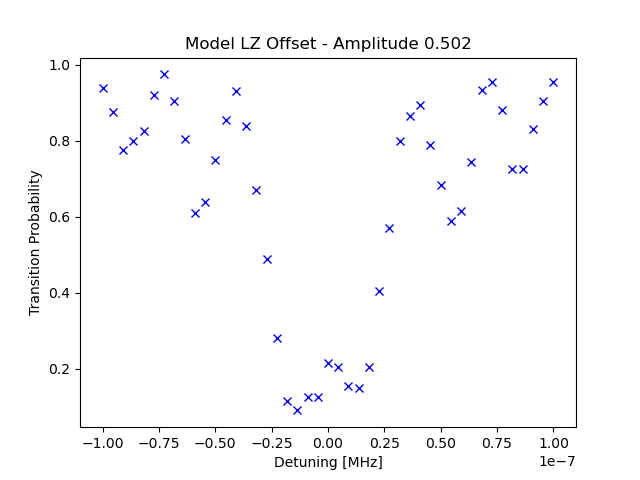 Model LZ Offset - Amplitude 0.502
1.0
0.8
0.6
0.4
0.2
Transition Probability
−1.00 −0.75 −0.50 −0.25 0.00 0.25 0.50 0.75 1.00
1e−7
Detuning [MHz]